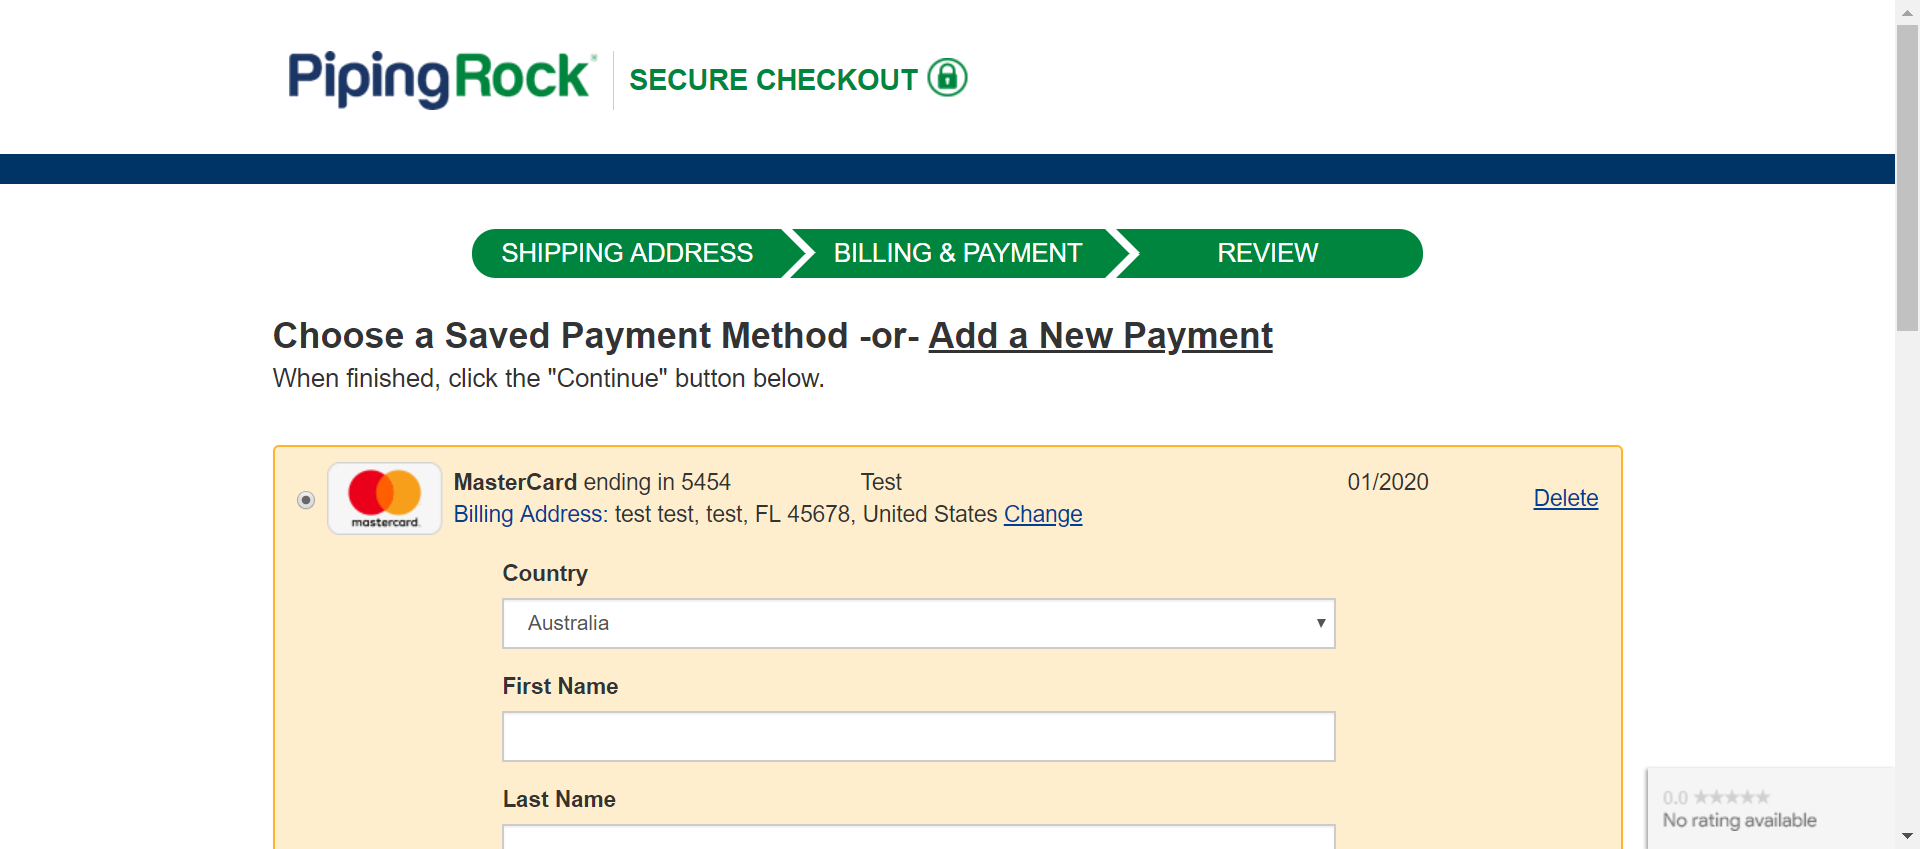 PipingRock
SECURE CHECKOUT
SHIPPING ADDRESS
BILLING & PAYMENT
REVIEW
Choose a Saved Payment Method -or- Add a New Payment
When finished, click the "Continue" button below.
mastercard.
MasterCard ending in 5454
Test
01/2020
Billing Address: test test, test, FL 45678, United States Change
Delete
Country
Australia
First Name
Last Name
0.0 ★★★★★
No rating available